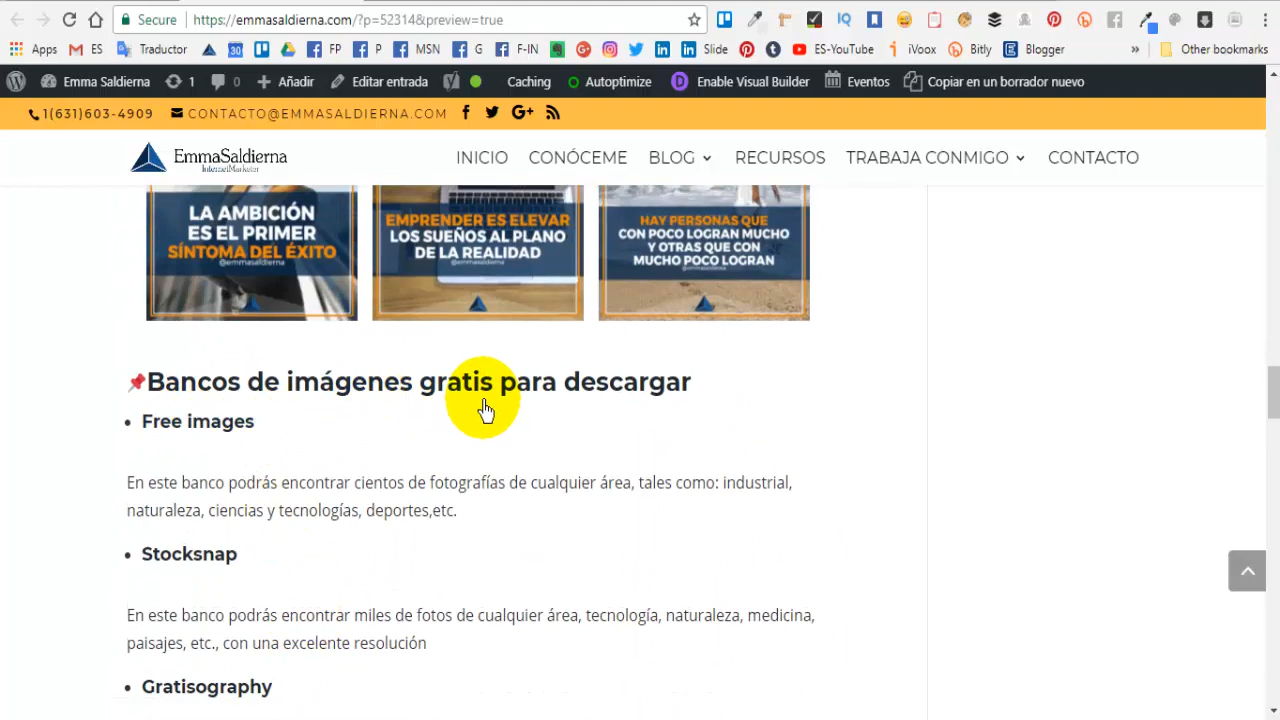 Secure https://emmasaldierna.com/?p=52314&preview=true
Apps ES Traductor FP P MSN G F-IN Slide ES-YouTube iVoox Bitly Blogger » Other bookmarks
Emma Saldierna 1 0 Añadir Editar entrada Caching Autoptimize Enable Visual Builder Eventos Copiar en un borrador nuevo
1(631)603-4909 CONTACTO@EMMASALDIERNA.COM
EmmaSaldierna
InternetMarketer
INICIO CONÓCEME BLOG RECURSOS TRABAJA CONMIGO CONTACTO
LA AMBICIÓN
ES EL PRIMER
SÍNTOMA DEL ÉXITO
@emmasaldierna
EMPRENDER ES ELEVAR
LOS SUEÑOS AL PLANO
DE LA REALIDAD
@emmasaldierna
HAY PERSONAS QUE
CON POCO LOGRAN MUCHO
Y OTRAS QUE CON
MUCHO POCO LOGRAN
@emmasaldierna
Bancos de imágenes gratis para descargar
• Free images
En este banco podrás encontrar cientos de fotografías de cualquier área, tales como: industrial,
naturaleza, ciencias y tecnologías, deportes,etc.
• Stocksnap
En este banco podrás encontrar miles de fotos de cualquier área, tecnología, naturaleza, medicina,
paisajes, etc., con una excelente resolución
• Gratisography